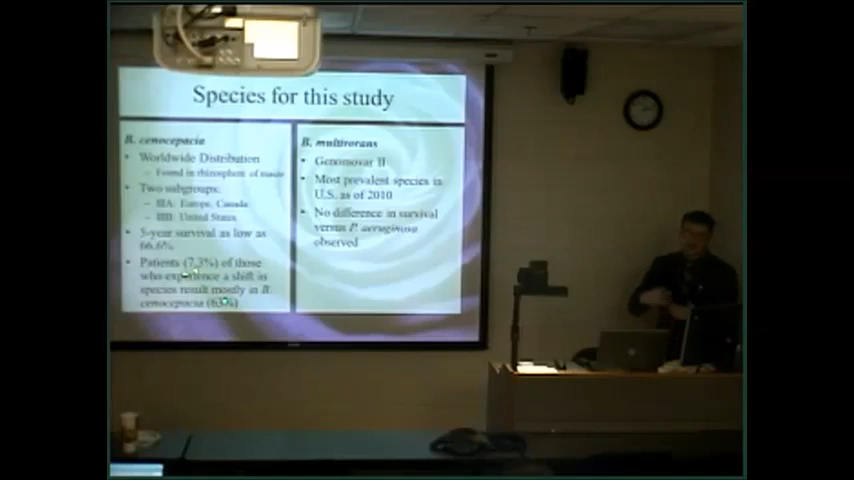 Species for this study
B. cenocepacia
• Worldwide Distribution
– Found in rhizosphere of maize
• Two subgroups:
– IIIA: Europe, Canada
– IIIB: United States
• 5-year survival as low as
66.6%
• Patients (7.3%) of those
who experience a shift in
species result mostly in B.
cenocepacia (63%)
B. multivorans
• Genomovar II
• Most prevalent species in
U.S. as of 2010
• No difference in survival
versus P. aeruginosa
observed